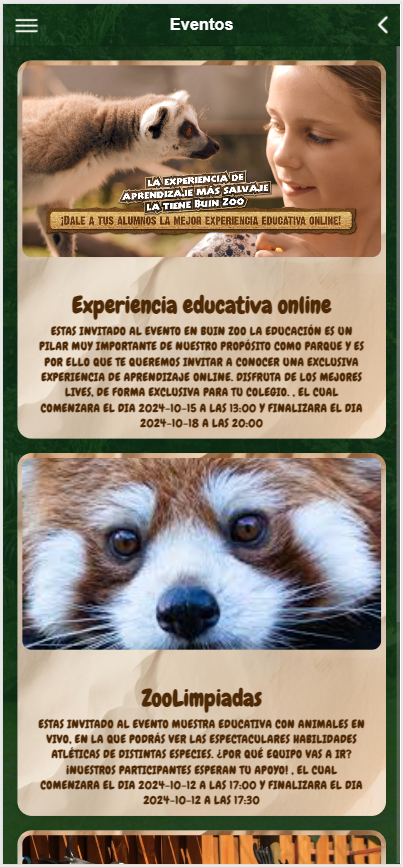 Eventos
LA EXPERIENCIA DE
APRENDIZAJE MÁS SALVAJE
LA TIENE BUIN ZOO
¡DALE A TUS ALUMNOS LA MEJOR EXPERIENCIA EDUCATIVA ONLINE!
Experiencia educativa online
ESTAS INVITADO AL EVENTO EN BUIN ZOO LA EDUCACIÓN ES UN
PILAR MUY IMPORTANTE DE NUESTRO PROPÓSITO COMO PARQUE Y ES
POR ELLO QUE TE QUEREMOS INVITAR A CONOCER UNA EXCLUSIVA
EXPERIENCIA DE APRENDIZAJE ONLINE. DISFRUTA DE LOS MEJORES
LIVES, DE FORMA EXCLUSIVA PARA TU COLEGIO. , EL CUAL
COMENZARA EL DIA 2024-10-15 A LAS 13:00 Y FINALIZARA EL DIA
2024-10-18 A LAS 20:00
ZooLimpiadas
ESTAS INVITADO AL EVENTO MUESTRA EDUCATIVA CON ANIMALES EN
VIVO, EN LA QUE PODRÁS VER LAS ESPECTACULARES HABILIDADES
ATLÉTICAS DE DISTINTAS ESPECIES. ¿POR QUÉ EQUIPO VAS A IR?
¡NUESTROS PARTICIPANTES ESPERAN TU APOYO! , EL CUAL
COMENZARA EL DIA 2024-10-12 A LAS 17:00 Y FINALIZARA EL DIA
2024-10-12 A LAS 17:30